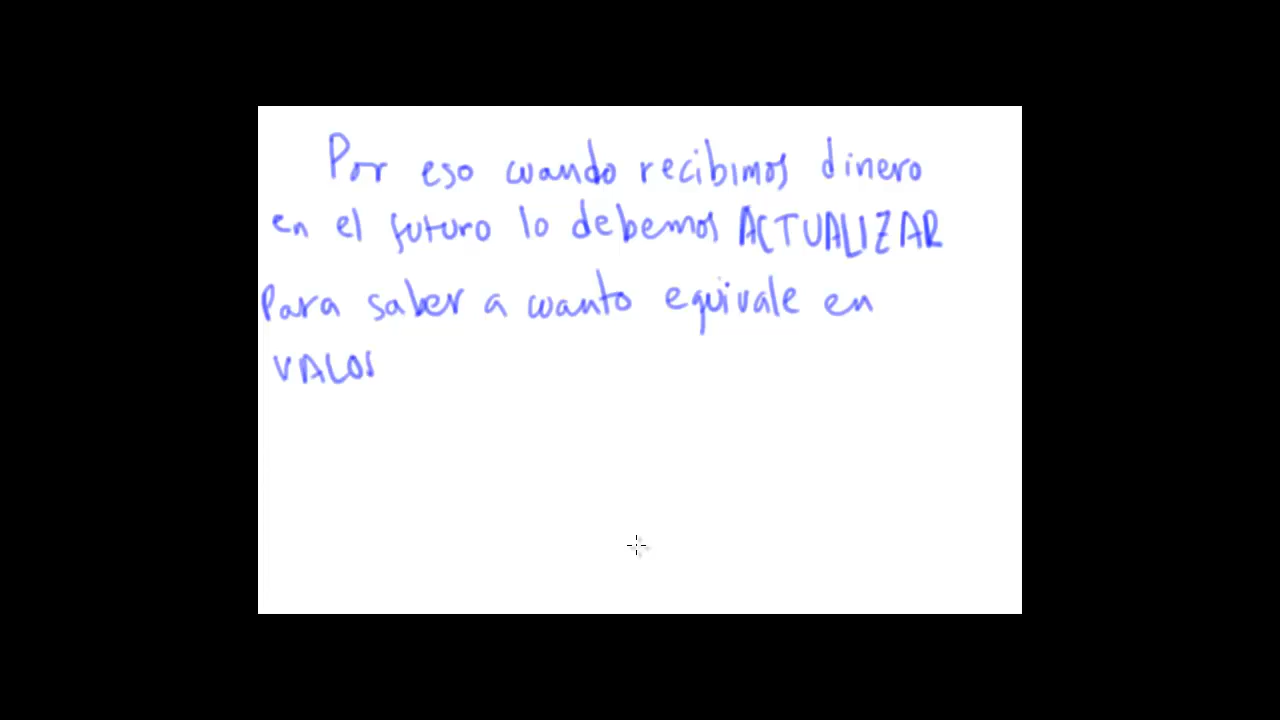 Por eso cuando recibimos dinero
en el futuro lo debemos ACTUALIZAR
Para saber a cuanto equivale en
VALOR